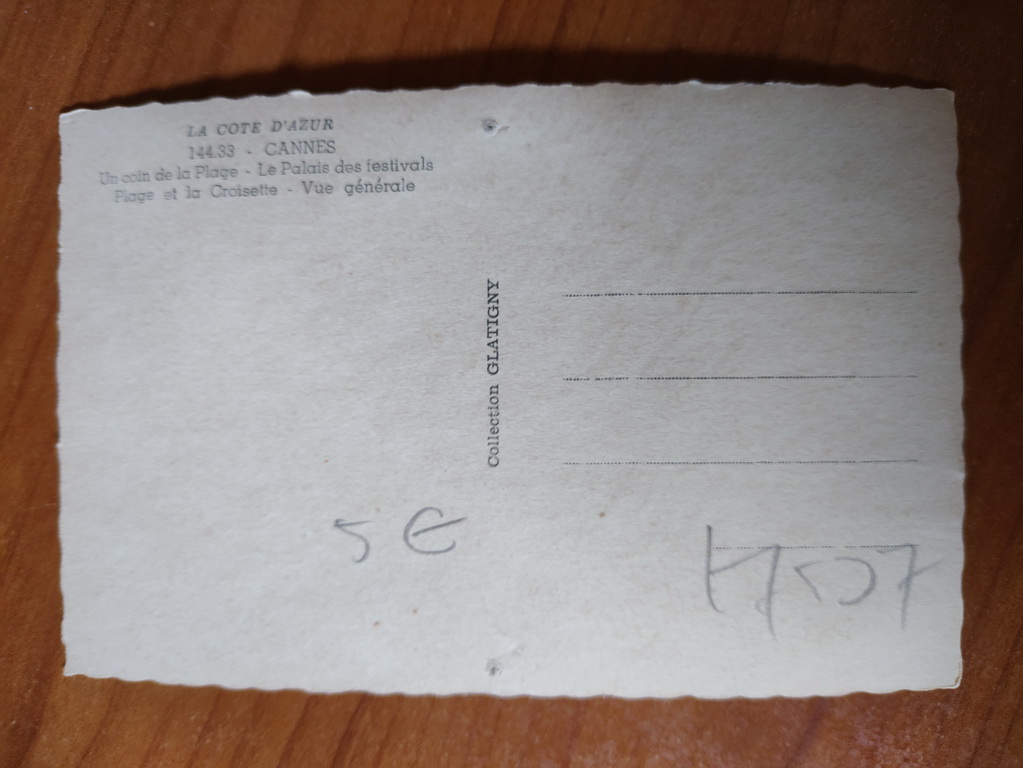 LA COTE D'AZUR
144.33 - CANNES
Un coin de la Plage - Le Palais des festivals
Plage et la Croisette - Vue générale
Collection GLATIGNY
5 €